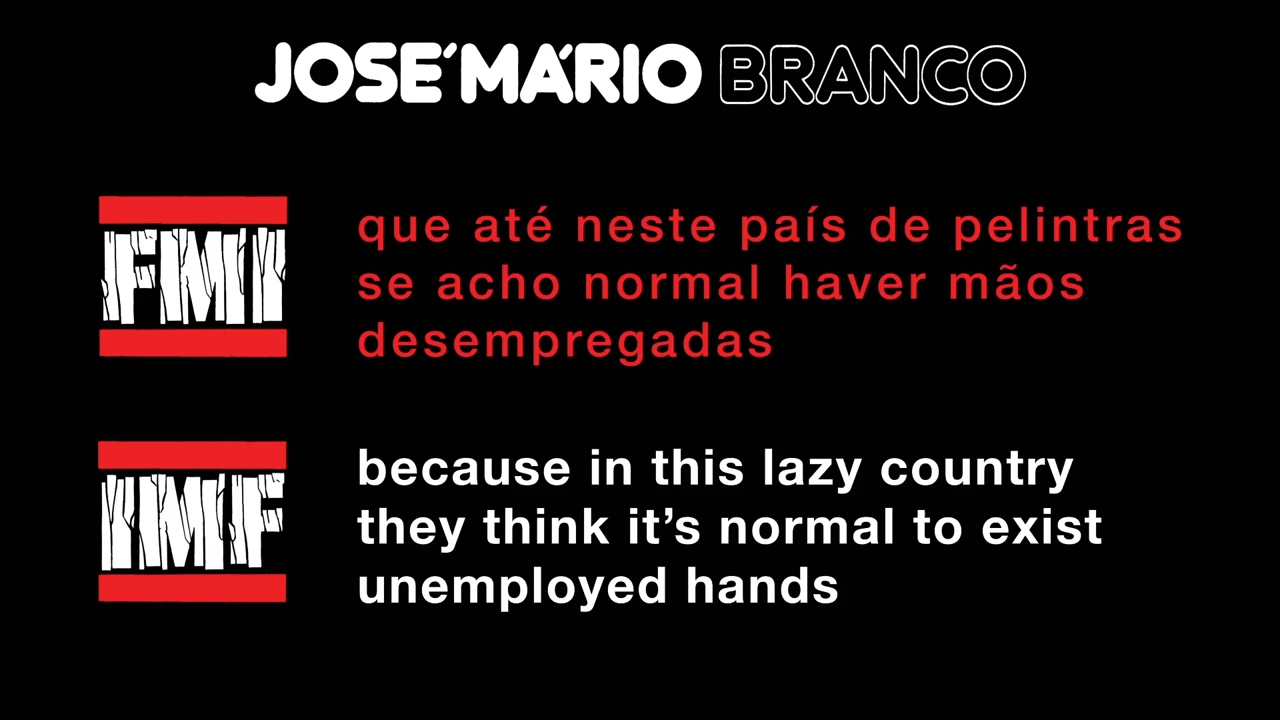 JOSÉ MÁRIO BRANCO
FMI
que até neste país de pelintras
se acho normal haver mãos
desempregadas
IMF
because in this lazy country
they think it’s normal to exist
unemployed hands